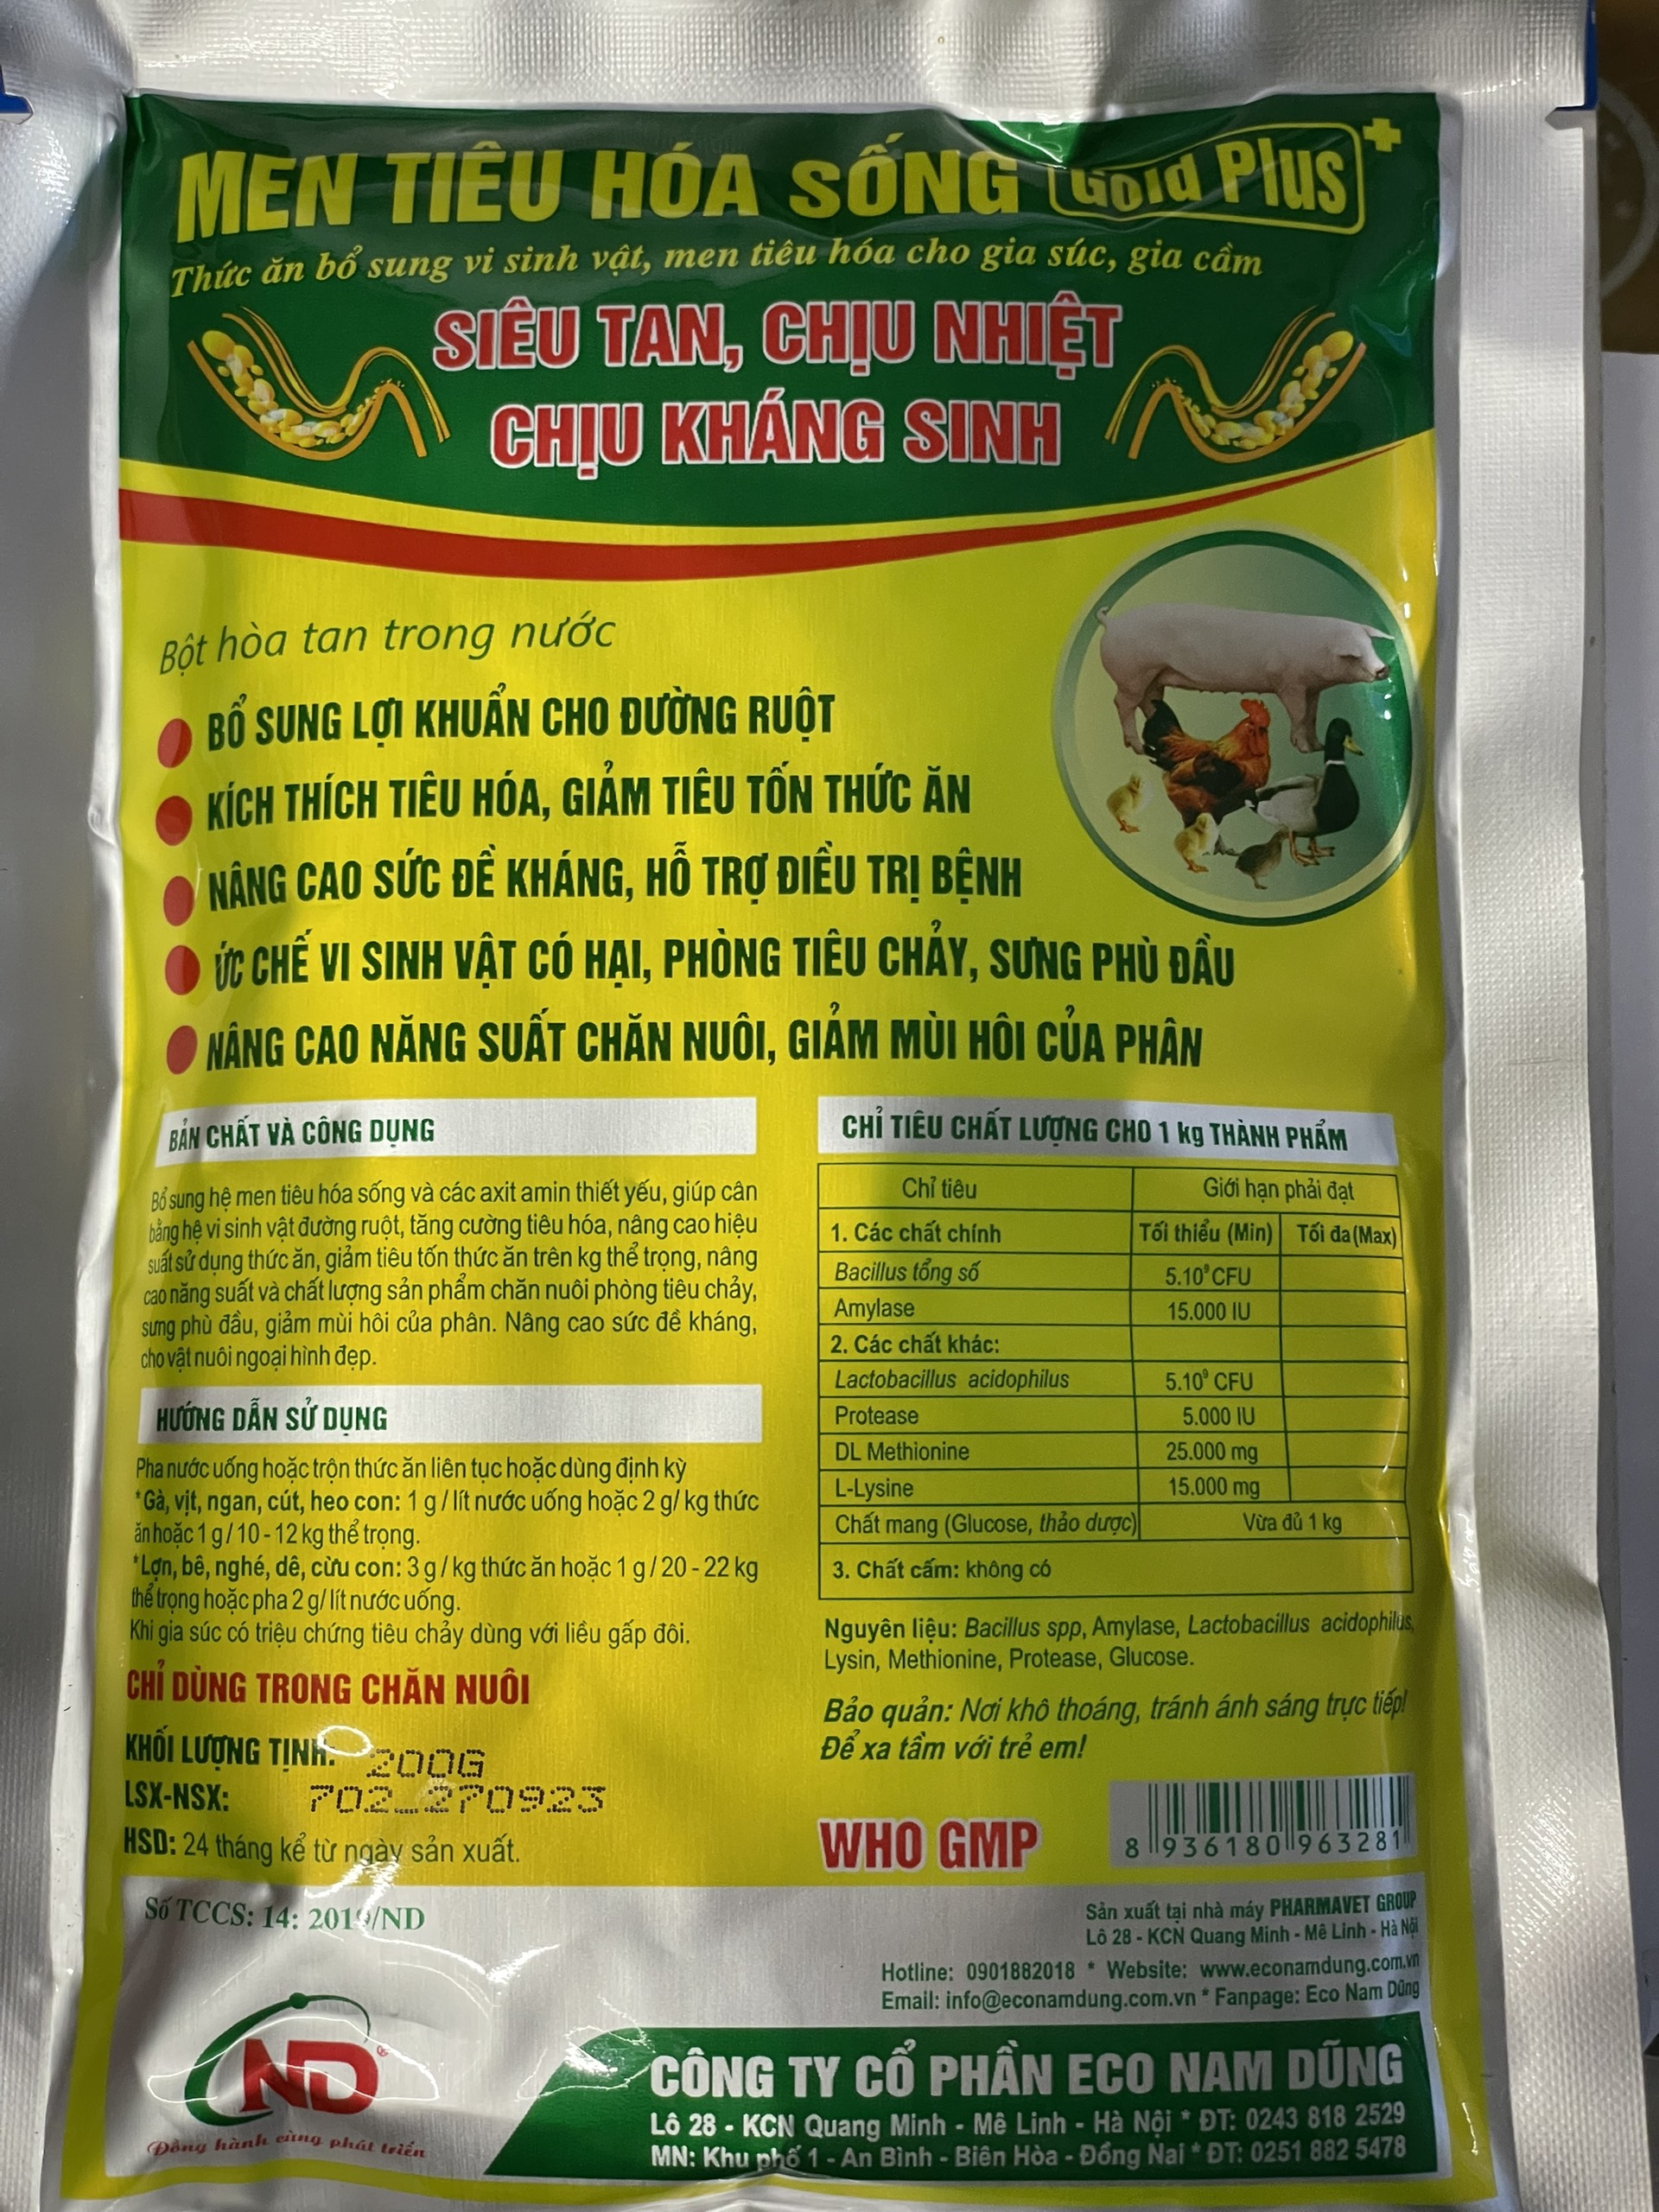 MEN TIÊU HÓA SỐNG Gold Plus+
Thức ăn bổ sung vi sinh vật, men tiêu hóa cho gia súc, gia cầm
SIÊU TAN, CHỊU NHIỆT
CHỊU KHÁNG SINH
Bột hòa tan trong nước
BỔ SUNG LỢI KHUẨN CHO ĐƯỜNG RUỘT
KÍCH THÍCH TIÊU HÓA, GIẢM TIÊU TỐN THỨC ĂN
NÂNG CAO SỨC ĐỀ KHÁNG, HỖ TRỢ ĐIỀU TRỊ BỆNH
ỨC CHẾ VI SINH VẬT CÓ HẠI, PHÒNG TIÊU CHẢY, SƯNG PHÙ ĐẦU
NÂNG CAO NĂNG SUẤT CHĂN NUÔI, GIẢM MÙI HÔI CỦA PHÂN
BẢN CHẤT VÀ CÔNG DỤNG
Bổ sung hệ men tiêu hóa sống và các axit amin thiết yếu, giúp cân
bằng hệ vi sinh vật đường ruột, tăng cường tiêu hóa, nâng cao hiệu
suất sử dụng thức ăn, giảm tiêu tốn thức ăn trên kg thể trọng, nâng
cao năng suất và chất lượng sản phẩm chăn nuôi phòng tiêu chảy,
sưng phù đầu, giảm mùi hôi của phân. Nâng cao sức đề kháng,
cho vật nuôi ngoại hình đẹp.
HƯỚNG DẪN SỬ DỤNG
Pha nước uống hoặc trộn thức ăn liên tục hoặc dùng định kỳ
*Gà, vịt, ngan, cút, heo con: 1 g / lít nước uống hoặc 2 g/ kg thức
ăn hoặc 1 g / 10 - 12 kg thể trọng.
*Lợn, bê, nghé, dê, cừu con: 3 g / kg thức ăn hoặc 1 g / 20 - 22 kg
thể trọng hoặc pha 2 g/ lít nước uống.
Khi gia súc có triệu chứng tiêu chảy dùng với liều gấp đôi.
CHỈ DÙNG TRONG CHĂN NUÔI
KHỐI LƯỢNG TỊNH: 200G
LSX-NSX: 702_270923
HSD: 24 tháng kể từ ngày sản xuất.
CHỈ TIÊU CHẤT LƯỢNG CHO 1 kg THÀNH PHẨM
Chỉ tiêu Giới hạn phải đạt
1. Các chất chính Tối thiểu (Min) Tối đa (Max)
Bacillus tổng số 5.10⁹ CFU
Amylase 15.000 IU
2. Các chất khác:
Lactobacillus acidophilus 5.10⁹ CFU
Protease 5.000 IU
DL Methionine 25.000 mg
L-Lysine 15.000 mg
Chất mang (Glucose, thảo dược) Vừa đủ 1 kg
3. Chất cấm: không có
Nguyên liệu: Bacillus spp, Amylase, Lactobacillus acidophilus,
Lysin, Methionine, Protease, Glucose.
Bảo quản: Nơi khô thoáng, tránh ánh sáng trực tiếp!
Để xa tầm với trẻ em!
WHO GMP
8 936180 963281
Số TCCS: 14: 2019/ND
Sản xuất tại nhà máy PHARMAVET GROUP
Lô 28 - KCN Quang Minh - Mê Linh - Hà Nội
Hotline: 0901882018 * Website: www.econamdung.com.vn
Email: info@econamdung.com.vn * Fanpage: Eco Nam Dũng
ND®
Đồng hành cùng phát triển
CÔNG TY CỔ PHẦN ECO NAM DŨNG
Lô 28 - KCN Quang Minh - Mê Linh - Hà Nội * ĐT: 0243 818 2529
MN: Khu phố 1 - An Bình - Biên Hòa - Đồng Nai * ĐT: 0251 882 5478